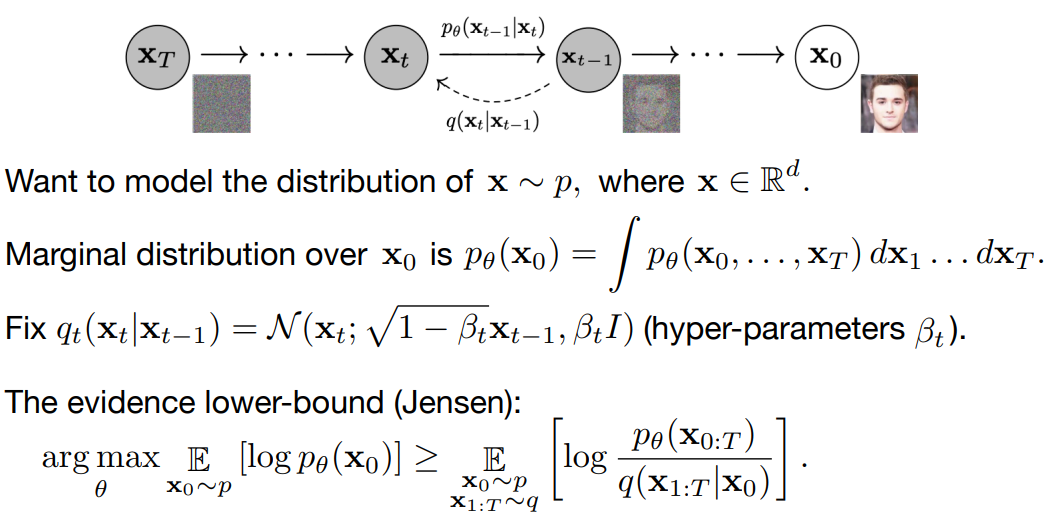 p_θ(x_{t−1}|x_t)
x_T → ⋯ → x_t → x_{t−1} → ⋯ → x_0
q(x_t|x_{t−1})
Want to model the distribution of x ∼ p, where x ∈ ℝ^d.
Marginal distribution over x_0 is p_θ(x_0) = ∫ p_θ(x_0, . . . , x_T) dx_1 . . . dx_T.
Fix q_t(x_t|x_{t−1}) = 𝒩(x_t; √(1 − β_t)x_{t−1}, β_t I) (hyper-parameters β_t).
The evidence lower-bound (Jensen):
arg max_θ 𝔼_{x_0∼p} [log p_θ(x_0)] ≥ 𝔼_{x_0∼p, x_{1:T}∼q} [log p_θ(x_{0:T}) / q(x_{1:T}|x_0)] .